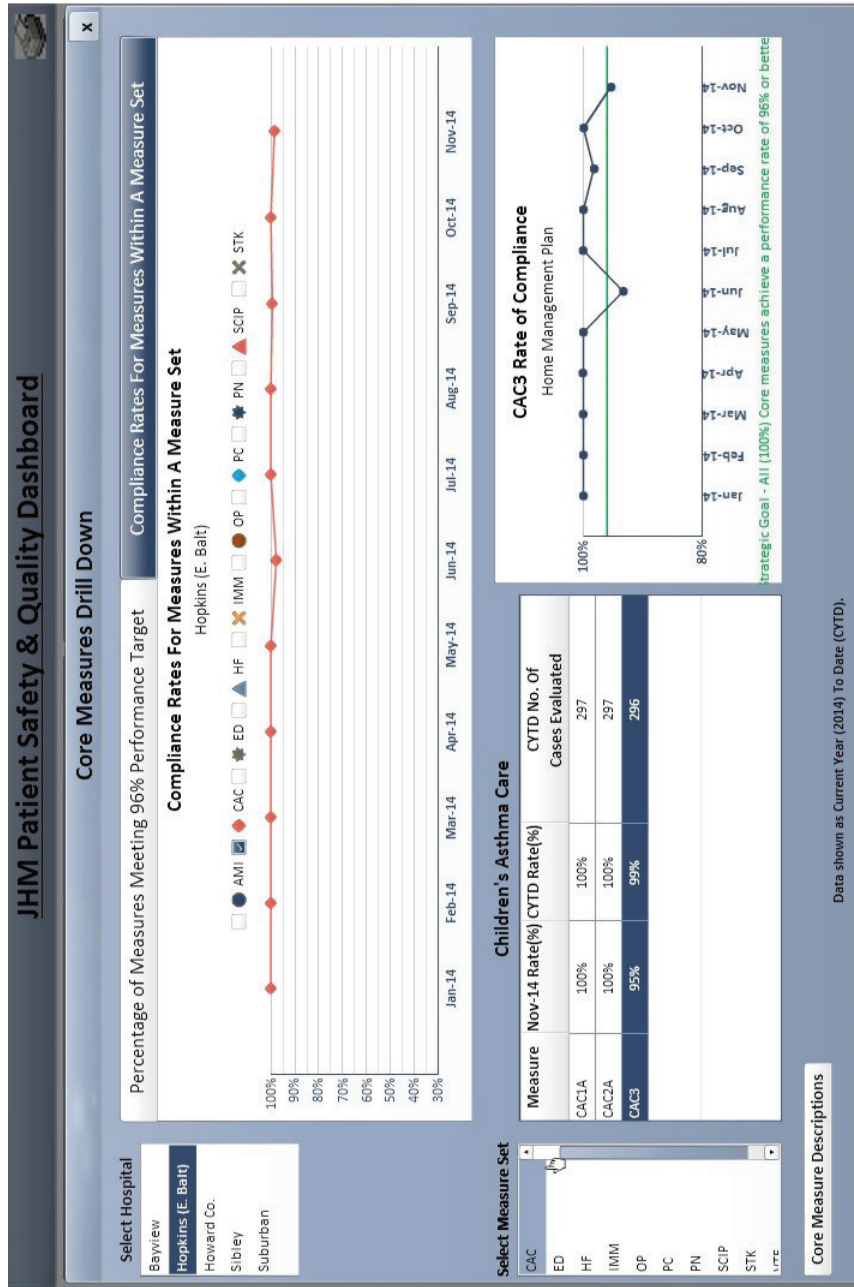 JHM Patient Safety & Quality Dashboard
Core Measures Drill Down
x
Select Hospital
Bayview
Hopkins (E. Balt)
Howard Co.
Sibley
Suburban
Percentage of Measures Meeting 96% Performance Target
Compliance Rates For Measures Within A Measure Set
Compliance Rates For Measures Within A Measure Set
Hopkins (E. Balt)
AMI CAC ED HF IMM OP PC PN SCIP STK
100%
90%
80%
70%
60%
50%
40%
30%
Jan-14 Feb-14 Mar-14 Apr-14 May-14 Jun-14 Jul-14 Aug-14 Sep-14 Oct-14 Nov-14
Select Measure Set
CAC
ED
HF
IMM
OP
PC
PN
SCIP
STK
Children's Asthma Care
Measure Nov-14 Rate(%) CYTD Rate(%) CYTD No. of
Cases Evaluated
CAC1A 100% 100% 297
CAC2A 100% 100% 297
CAC3 95% 99% 296
CAC3 Rate of Compliance
Home Management Plan
100%
80%
Jan-14 Feb-14 Mar-14 Apr-14 May-14 Jun-14 Jul-14 Aug-14 Sep-14 Oct-14 Nov-14
Strategic Goal - All (100%) Core measures achieve a performance rate of 96% or bette
Core Measure Descriptions
Data shown as Current Year (2014) To Date (CYTD).